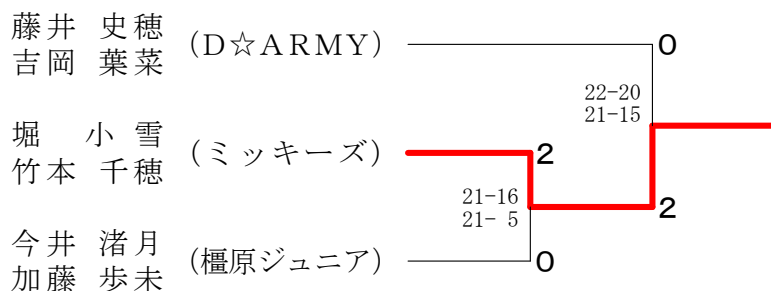 藤井 史穂
吉岡 葉菜
(D☆ARMY)
0
22-20
21-15
堀 小雪
竹本 千穂
(ミッキーズ)
2
21-16
21- 5
2
今井 渚月
加藤 歩未
(橿原ジュニア)
0